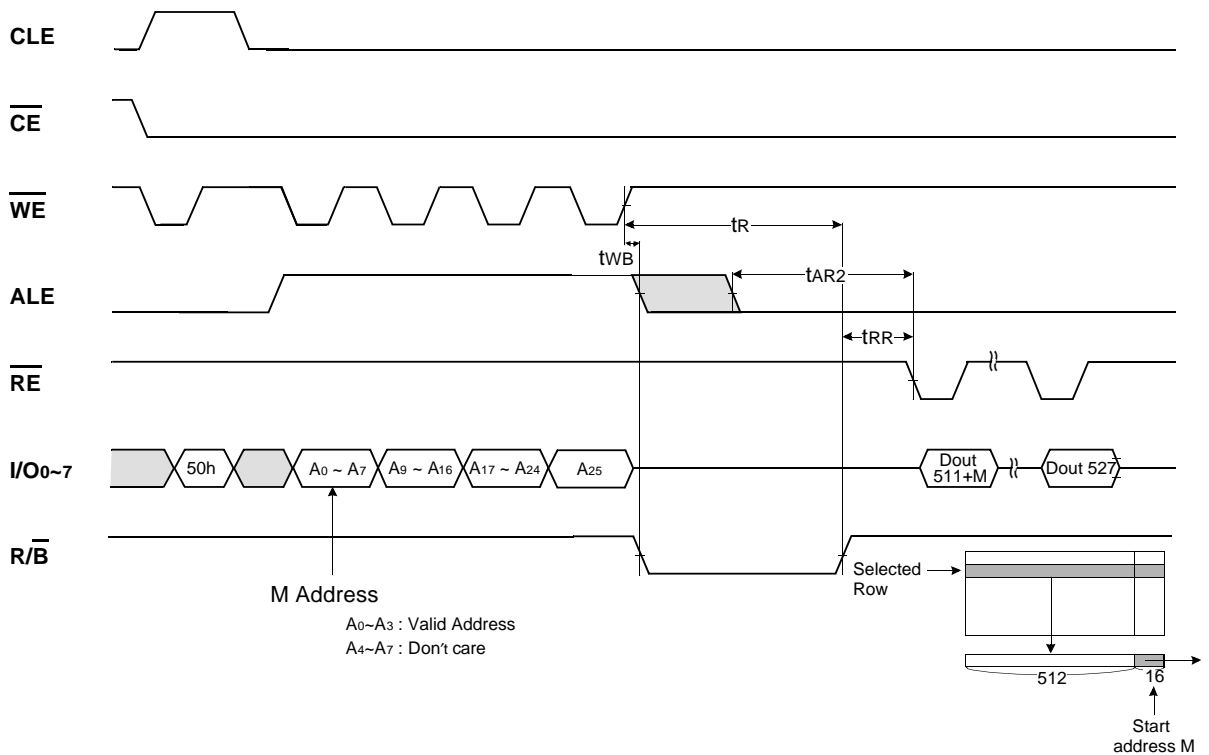 CLE
CE
WE
tR
tWB
tAR2
ALE
tRR
RE
I/O0~7
50h
A0 ~ A7
A9 ~ A16
A17 ~ A24
A25
Dout
511+M
Dout 527
R/B
Selected
Row
M Address
A0~A3 : Valid Address
A4~A7 : Don't care
512
16
Start
address M